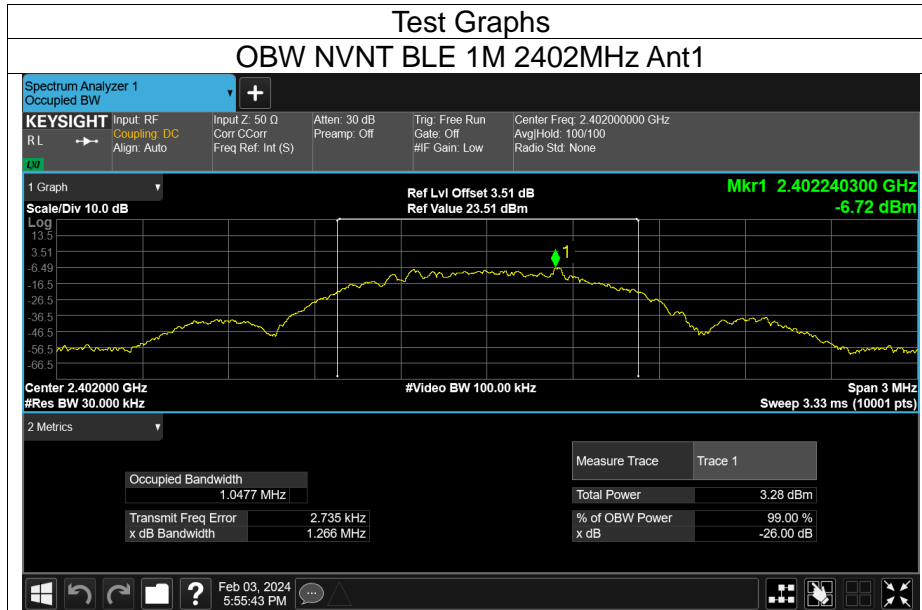 Test Graphs
OBW NVNT BLE 1M 2402MHz Ant1
Spectrum Analyzer 1
Occupied BW
+
KEYSIGHT
R L
LXI
Input: RF
Coupling: DC
Align: Auto
Input Z: 50 Ω
Corr CCorr
Freq Ref: Int (S)
Atten: 30 dB
Preamp: Off
Trig: Free Run
Gate: Off
#IF Gain: Low
Center Freq: 2.402000000 GHz
Avg|Hold: 100/100
Radio Std: None
1 Graph
Scale/Div 10.0 dB
Ref Lvl Offset 3.51 dB
Ref Value 23.51 dBm
Mkr1 2.402240300 GHz
-6.72 dBm
Log
13.5
3.51
-6.49
-16.5
-26.5
-36.5
-46.5
-56.5
-66.5
1
Center 2.402000 GHz
#Res BW 30.000 kHz
#Video BW 100.00 kHz
Span 3 MHz
Sweep 3.33 ms (10001 pts)
2 Metrics
Occupied Bandwidth
1.0477 MHz
Transmit Freq Error 2.735 kHz
x dB Bandwidth 1.266 MHz
Measure Trace Trace 1
Total Power 3.28 dBm
% of OBW Power 99.00 %
x dB -26.00 dB
?
Feb 03, 2024
5:55:43 PM